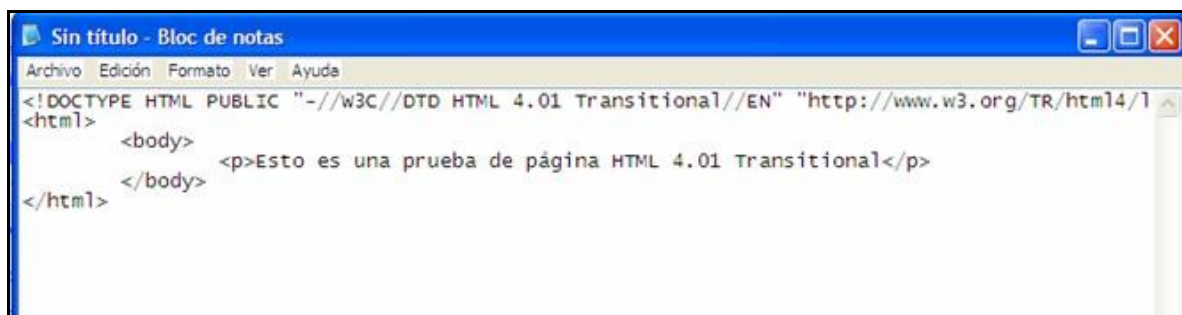 Sin título - Bloc de notas
Archivo Edición Formato Ver Ayuda
<!DOCTYPE HTML PUBLIC "-//W3C//DTD HTML 4.01 Transitional//EN" "http://www.w3.org/TR/html4/l
<html>
<body>
<p>Esto es una prueba de página HTML 4.01 Transitional</p>
</body>
</html>